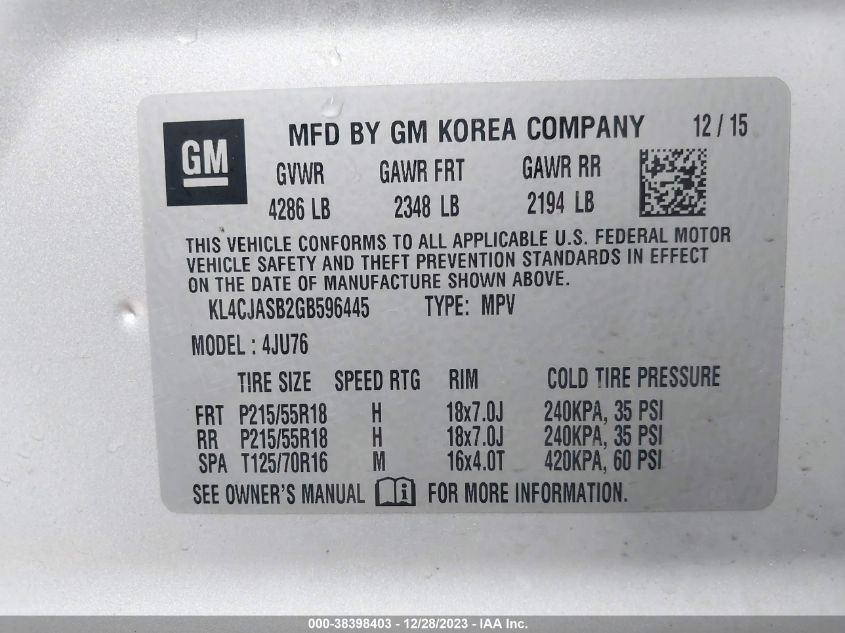 GM
MFD BY GM KOREA COMPANY 12 / 15
GVWR GAWR FRT GAWR RR
4286 LB 2348 LB 2194 LB
THIS VEHICLE CONFORMS TO ALL APPLICABLE U.S. FEDERAL MOTOR
VEHICLE SAFETY AND THEFT PREVENTION STANDARDS IN EFFECT
ON THE DATE OF MANUFACTURE SHOWN ABOVE.
KL4CJASB2GB596445 TYPE: MPV
MODEL : 4JU76
TIRE SIZE SPEED RTG RIM COLD TIRE PRESSURE
FRT P215/55R18 H 18x7.0J 240KPA, 35 PSI
RR P215/55R18 H 18x7.0J 240KPA, 35 PSI
SPA T125/70R16 M 16x4.0T 420KPA, 60 PSI
SEE OWNER'S MANUAL FOR MORE INFORMATION.
000-38398403 - 12/28/2023 - IAA Inc.